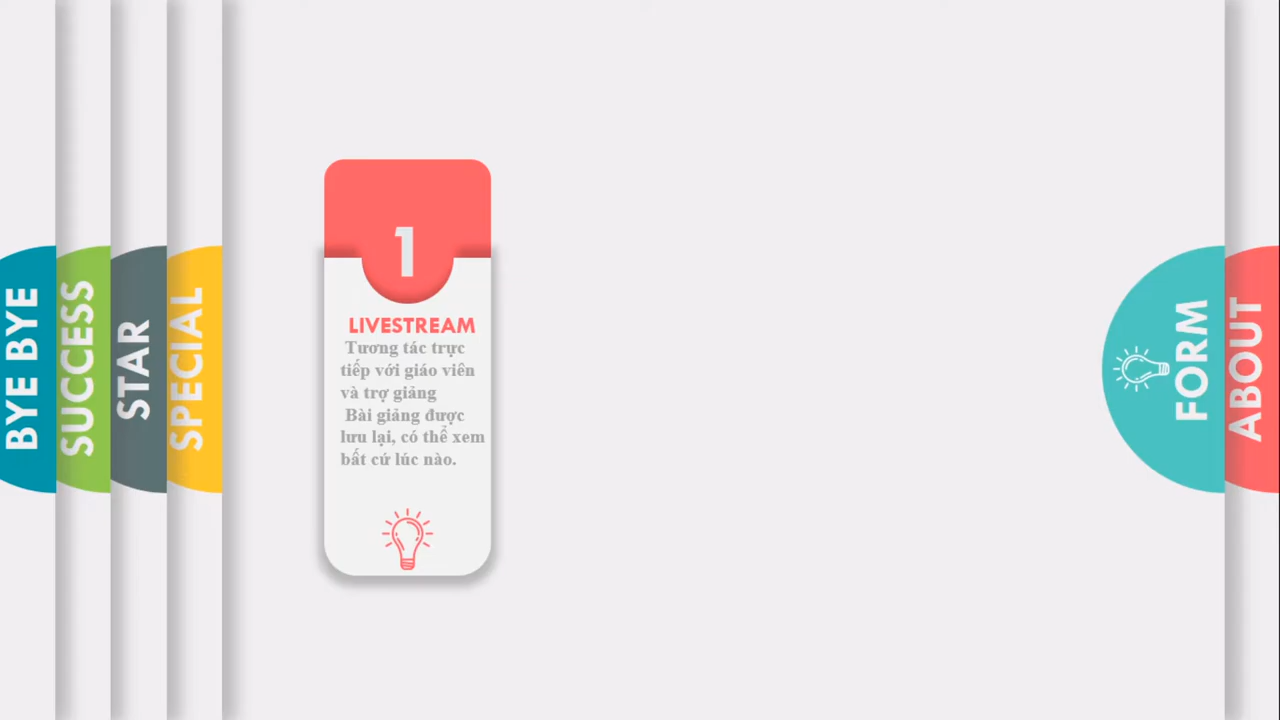 BYE BYE
SUCCESS
STAR
SPECIAL
1
LIVESTREAM
Tương tác trực
tiếp với giáo viên
và trợ giảng
Bài giảng được
lưu lại, có thể xem
bất cứ lúc nào.
FORM
ABOUT